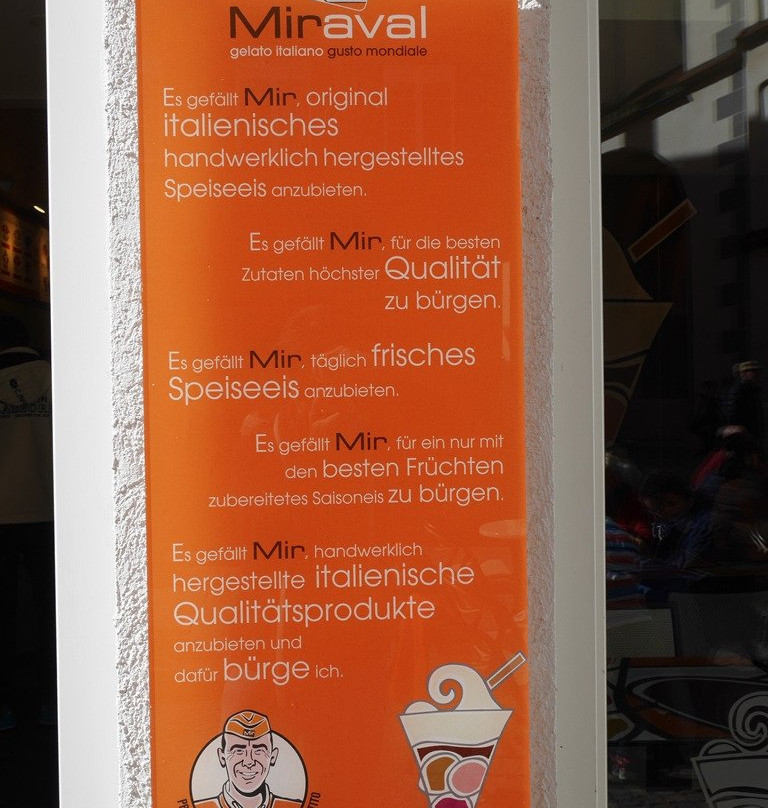 Miraval
gelato italiano gusto mondiale
Es gefällt Mir, original
italienisches
handwerklich hergestelltes
Speiseeis anzubieten.
Es gefällt Mir, für die besten
Zutaten höchster Qualität
zu bürgen.
Es gefällt Mir, täglich frisches
Speiseeis anzubieten.
Es gefällt Mir, für ein nur mit
den besten Früchten
zubereitetes Saisoneis zu bürgen.
Es gefällt Mir, handwerklich
hergestellte italienische
Qualitätsprodukte
anzubieten und
dafür bürge ich.
Mir